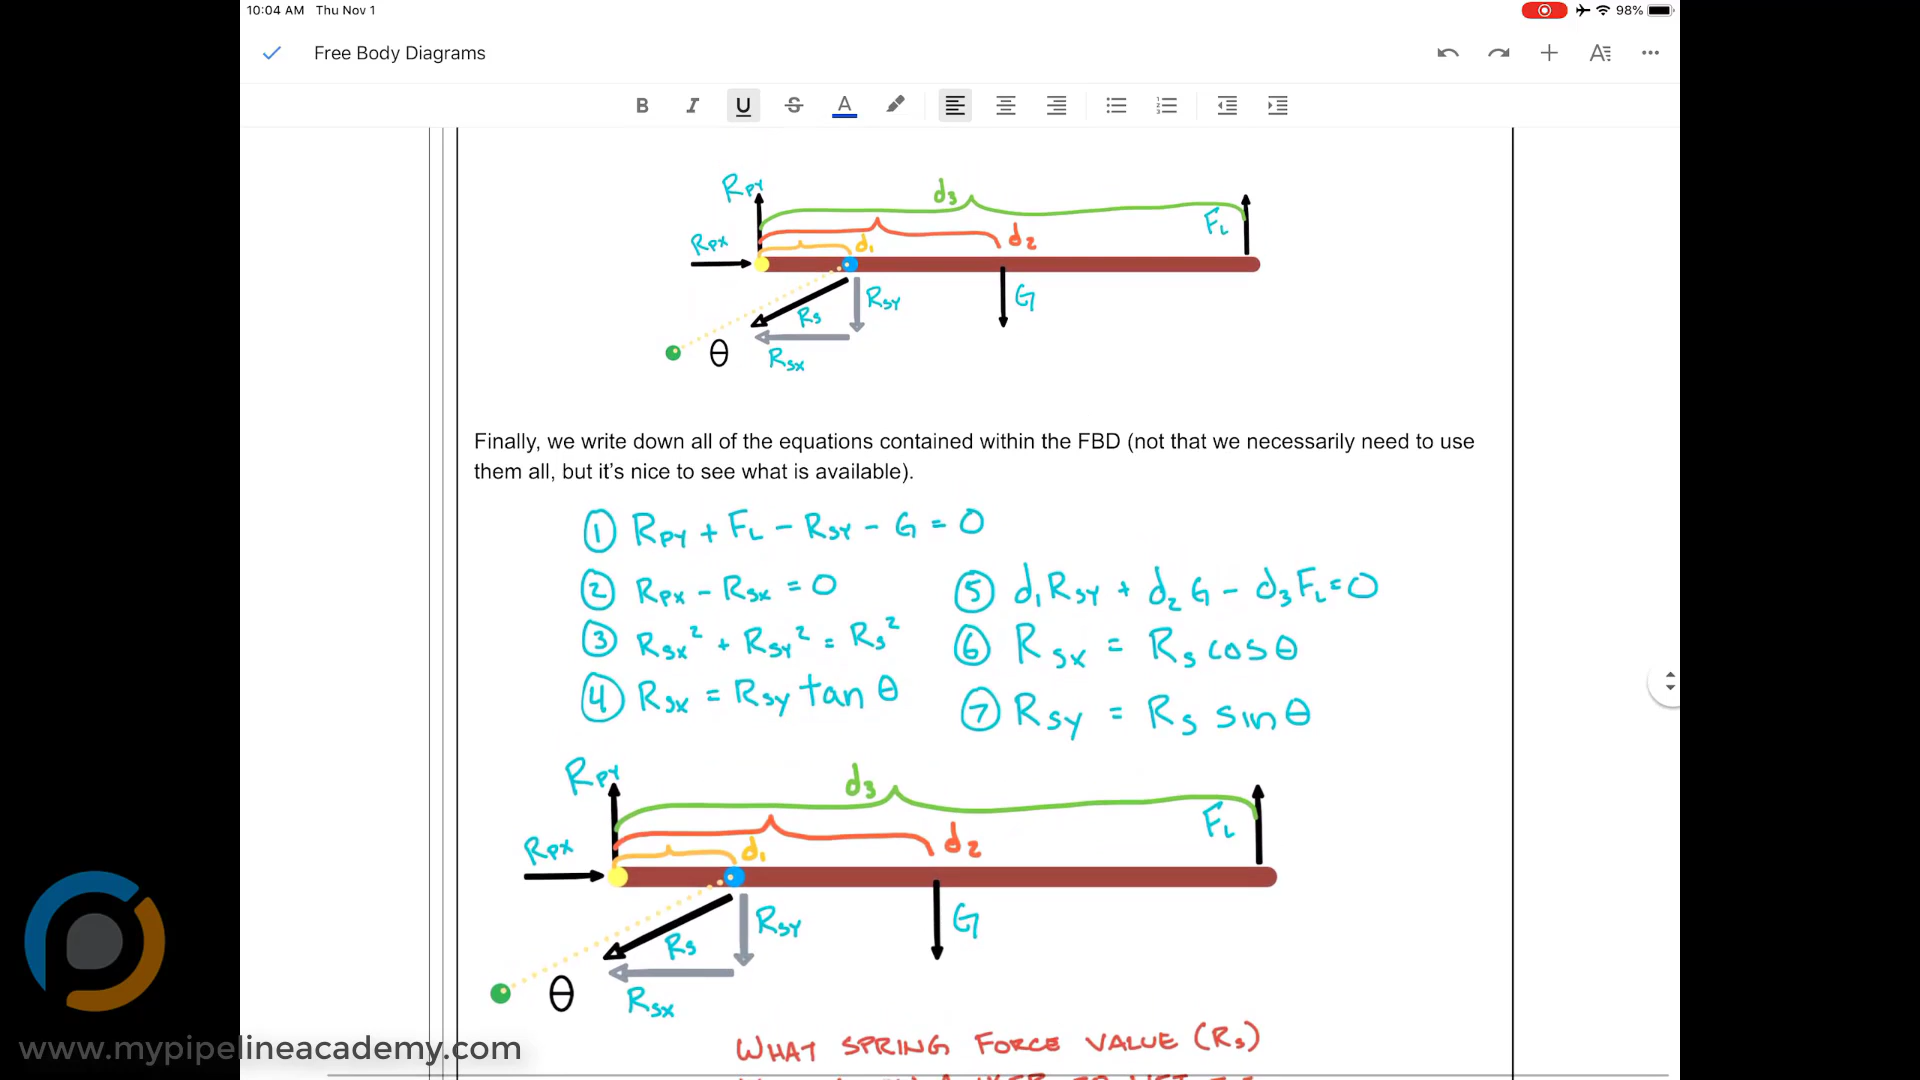 10:04 AM Thu Nov 1
98%
Free Body Diagrams
B I U S A
RPY
d3
FL
RPX
d1
d2
RSY
G
RS
θ
RSX
Finally, we write down all of the equations contained within the FBD (not that we necessarily need to use
them all, but it's nice to see what is available).
① RPY + FL - RSY - G = 0
② RPX - RSX = 0
⑤ d1RSY + d2G - d3FL = 0
③ RSX² + RSY² = RS²
⑥ RSX = RS cosθ
④ RSX = RSY tan θ
⑦ RSY = RS sinθ
RPY
d3
FL
RPX
d1
d2
RSY
G
RS
θ
RSX
WHAT SPRING FORCE VALUE (RS)
www.mypipelineacademy.com